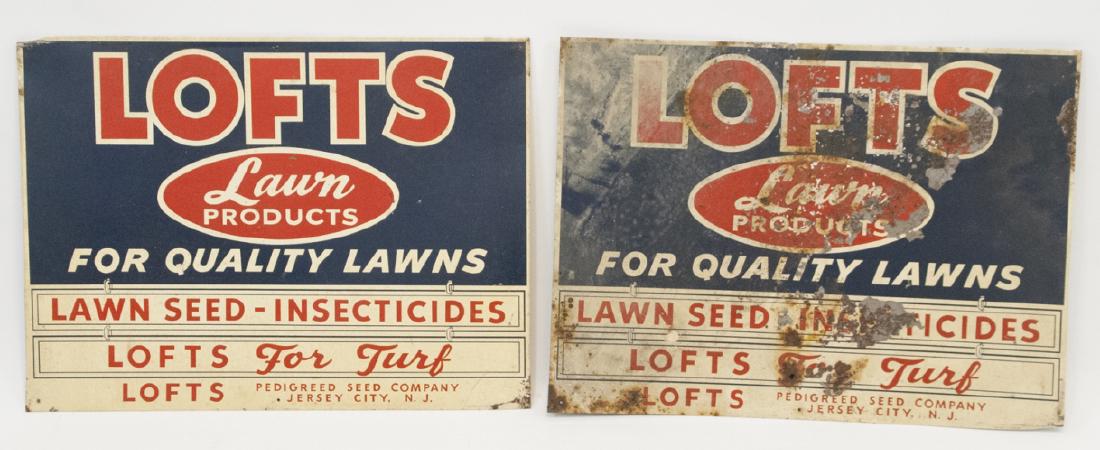 LOFTS
Lawn
PRODUCTS
FOR QUALITY LAWNS
LAWN SEED - INSECTICIDES
LOFTS For Turf
LOFTS PEDIGREED SEED COMPANY
JERSEY CITY, N. J.
LOFTS
Lawn
PRODUCTS
FOR QUALITY LAWNS
LAWN SEED - INSECTICIDES
LOFTS For Turf
LOFTS PEDIGREED SEED COMPANY
JERSEY CITY, N. J.